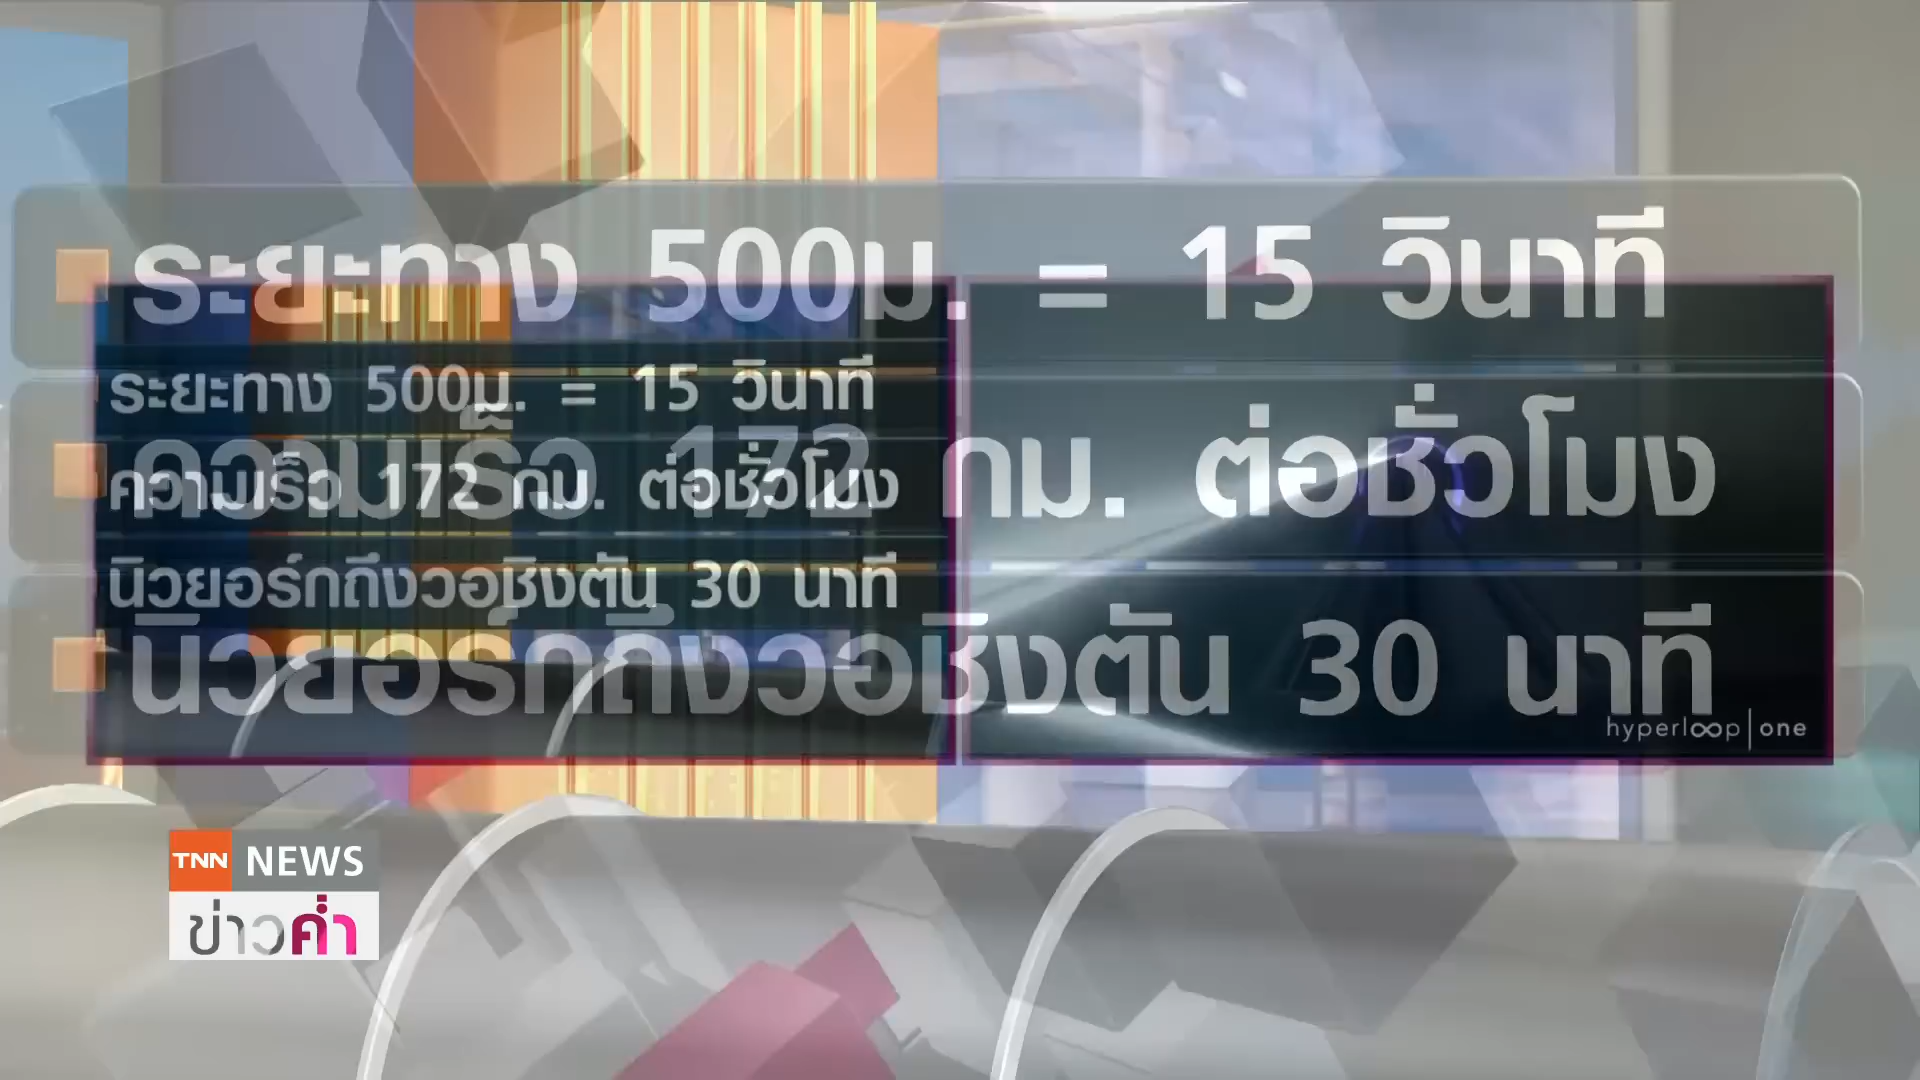 ระยะทาง 500ม. = 15 วินาที
ความเร็ว 172 กม. ต่อชั่วโมง
นิวยอร์กถึงวอชิงตัน 30 นาที
ระยะทาง 500ม. = 15 วินาที
ความเร็ว 172 กม. ต่อชั่วโมง
นิวยอร์กถึงวอชิงตัน 30 นาที
hyperloop | one
TNN NEWS
ข่าวค่ำ